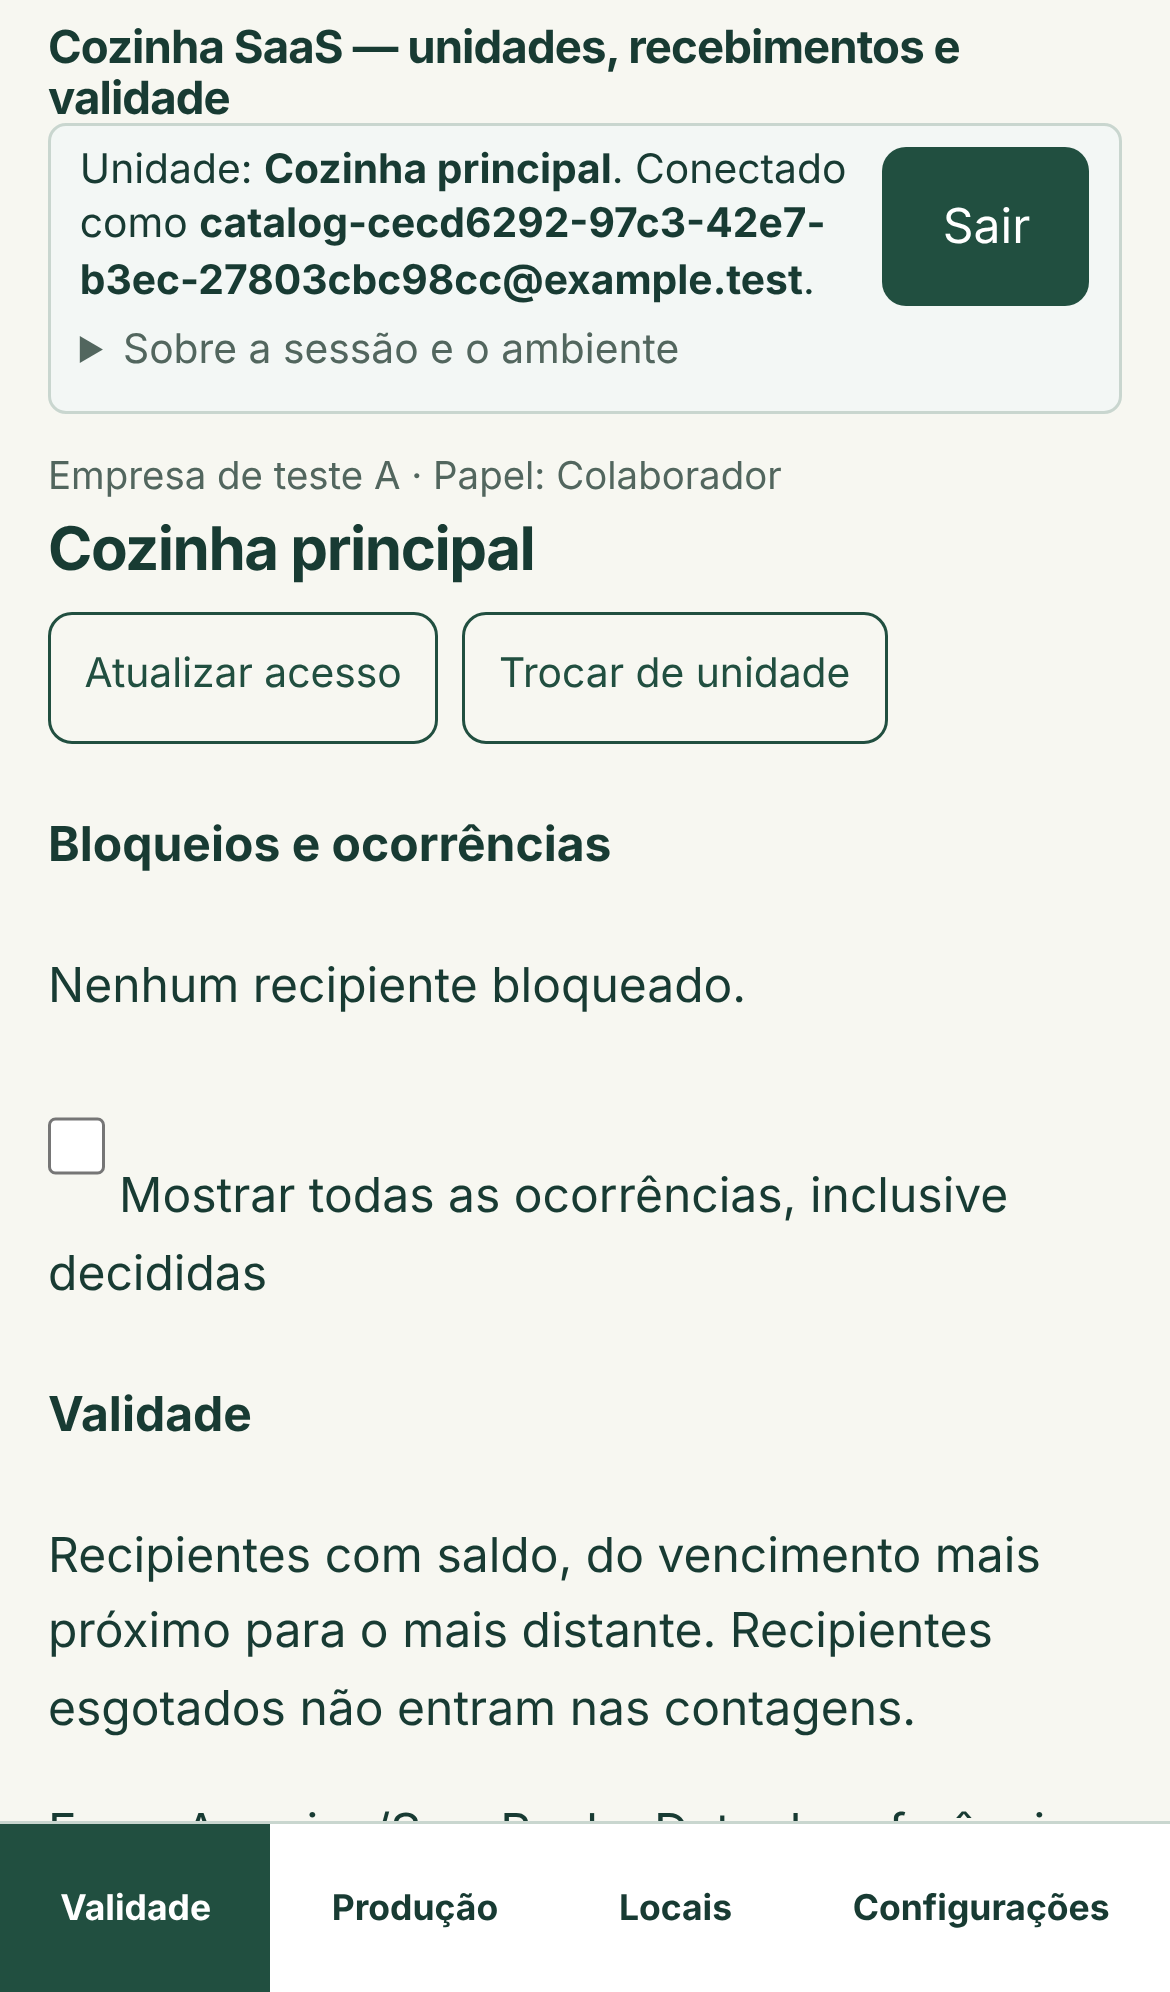 Cozinha SaaS — unidades, recebimentos e
validade
Unidade: Cozinha principal. Conectado
como catalog-cecd6292-97c3-42e7-
b3ec-27803cbc98cc@example.test.
Sair
▶ Sobre a sessão e o ambiente
Empresa de teste A · Papel: Colaborador
Cozinha principal
Atualizar acesso
Trocar de unidade
Bloqueios e ocorrências
Nenhum recipiente bloqueado.
Mostrar todas as ocorrências, inclusive
decididas
Validade
Recipientes com saldo, do vencimento mais
próximo para o mais distante. Recipientes
esgotados não entram nas contagens.
Validade
Produção
Locais
Configurações